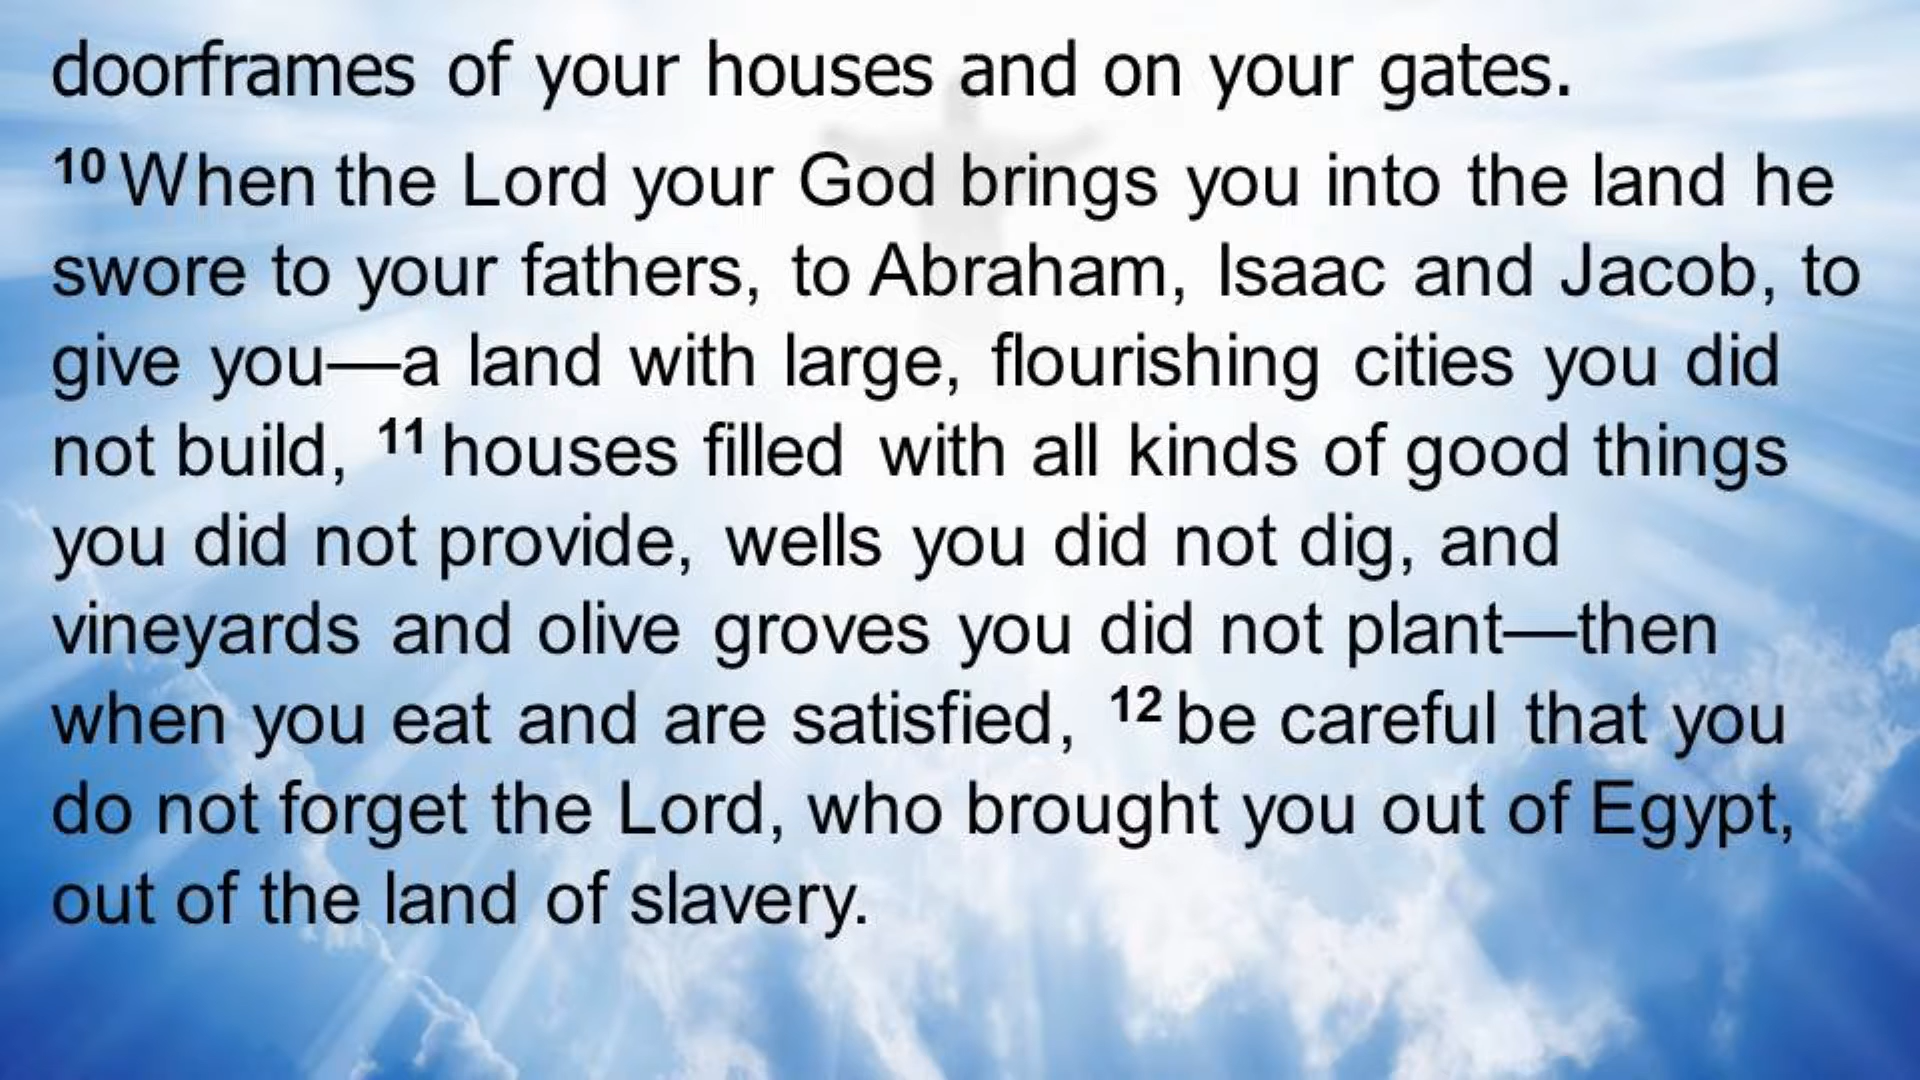 doorframes of your houses and on your gates.
10 When the Lord your God brings you into the land he
swore to your fathers, to Abraham, Isaac and Jacob, to
give you—a land with large, flourishing cities you did
not build, 11 houses filled with all kinds of good things
you did not provide, wells you did not dig, and
vineyards and olive groves you did not plant—then
when you eat and are satisfied, 12 be careful that you
do not forget the Lord, who brought you out of Egypt,
out of the land of slavery.